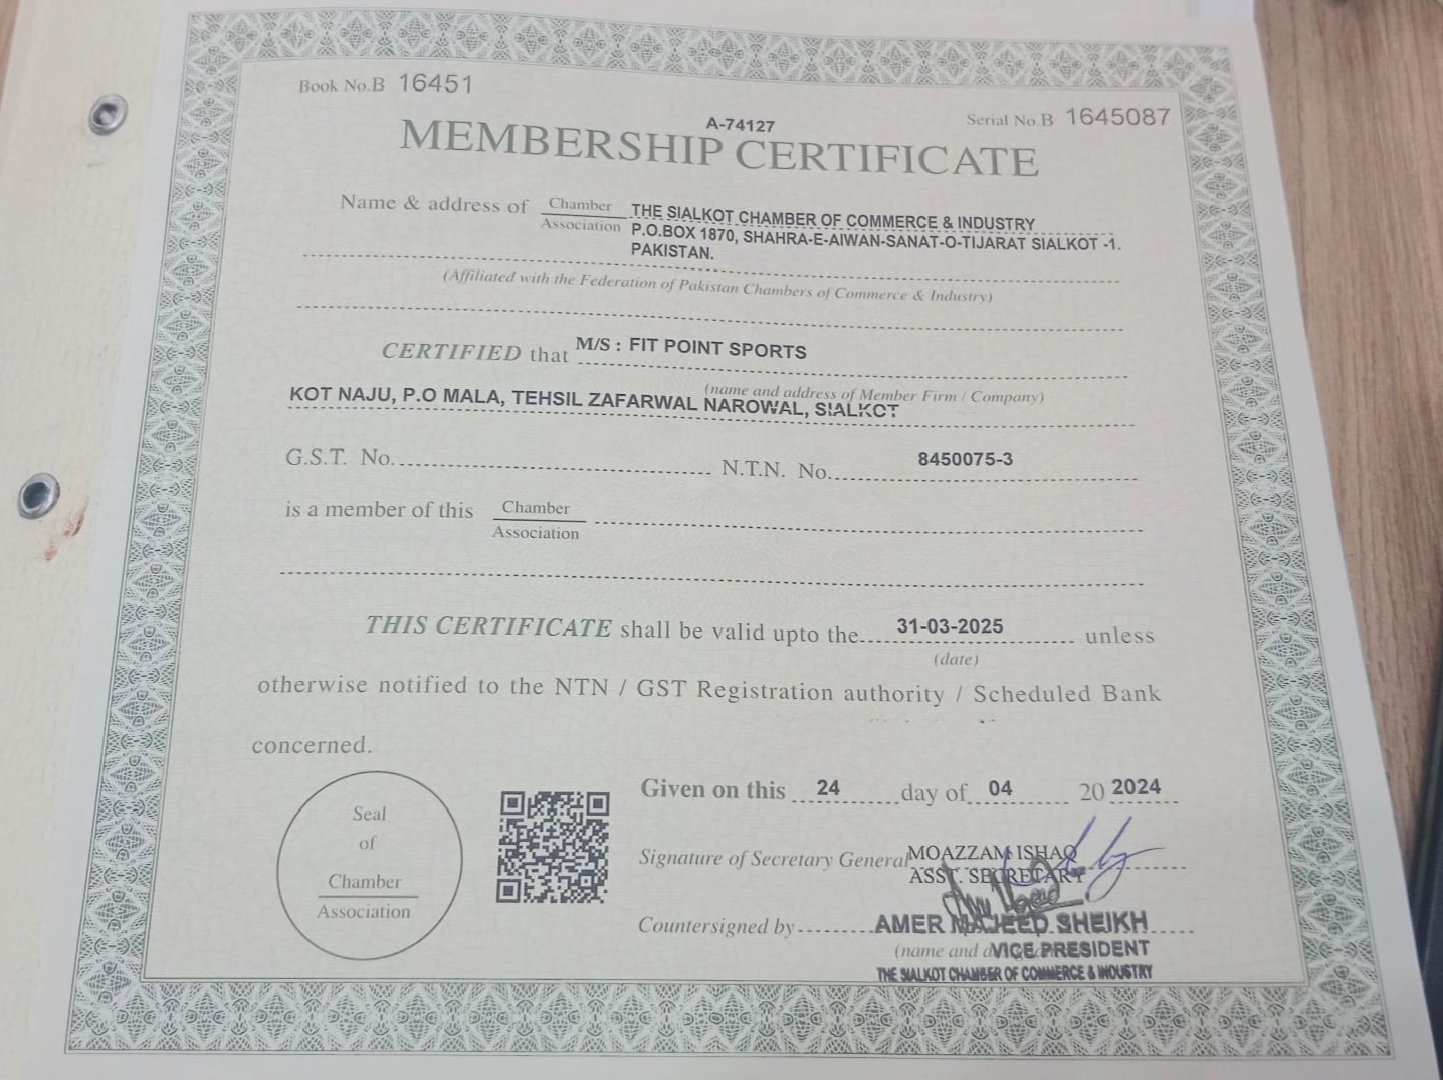 Book No.B 16451
Serial No.B 1645087
A-74127
MEMBERSHIP CERTIFICATE
Name & address of Chamber THE SIALKOT CHAMBER OF COMMERCE & INDUSTRY
Association P.O.BOX 1870, SHAHRA-E-AIWAN-SANAT-O-TIJARAT SIALKOT -1.
PAKISTAN.
(Affiliated with the Federation of Pakistan Chambers of Commerce & Industry)
CERTIFIED that M/S : FIT POINT SPORTS
(name and address of Member Firm / Company)
KOT NAJU, P.O MALA, TEHSIL ZAFARWAL NAROWAL, SIALKOT
G.S.T. No. N.T.N. No. 8450075-3
is a member of this Chamber
Association
THIS CERTIFICATE shall be valid upto the 31-03-2025 unless
(date)
otherwise notified to the NTN / GST Registration authority / Scheduled Bank
concerned.
Seal
of
Chamber
Association
Given on this 24 day of 04 20 2024
Signature of Secretary General MOAZZAM ISHAQ
ASST. SECRETARY
Countersigned by AMER MAJEED SHEIKH
(name and VICE PRESIDENT
THE SIALKOT CHAMBER OF COMMERCE & INDUSTRY